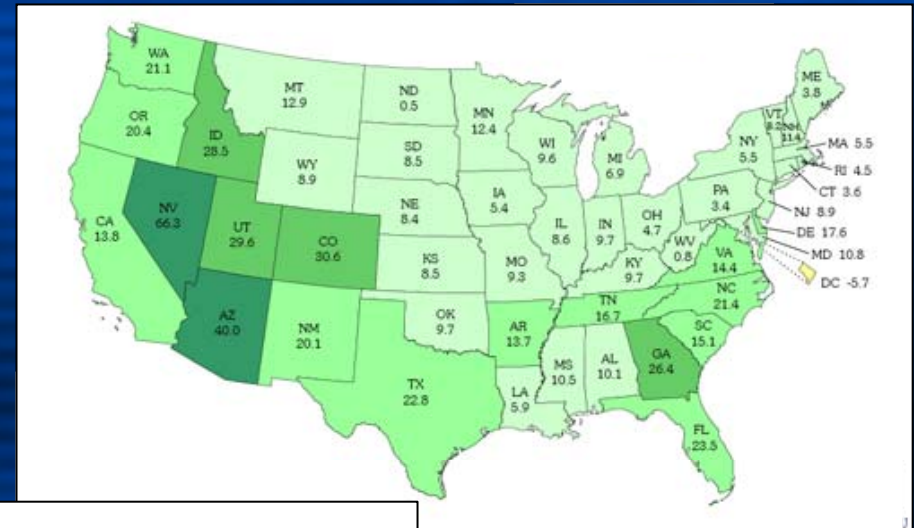 WA
21.1
OR
20.4
CA
13.8
NV
66.3
ID
28.5
UT
29.6
AZ
40.0
MT
12.9
WY
8.9
CO
30.6
NM
20.1
ND
0.5
SD
8.5
NE
8.4
KS
8.5
OK
9.7
TX
22.8
MN
12.4
IA
5.4
MO
9.3
AR
13.7
LA
5.9
WI
9.6
IL
8.6
MI
6.9
IN
9.7
OH
4.7
KY
9.7
TN
16.7
MS
10.5
AL
10.1
GA
26.4
FL
23.5
SC
15.1
NC
21.4
VA
14.4
WV
0.8
PA
3.4
NY
5.5
VT
8.2
NH
11.4
ME
3.8
MA 5.5
RI 4.5
CT 3.6
NJ 8.9
DE 17.6
MD 10.8
DC -5.7